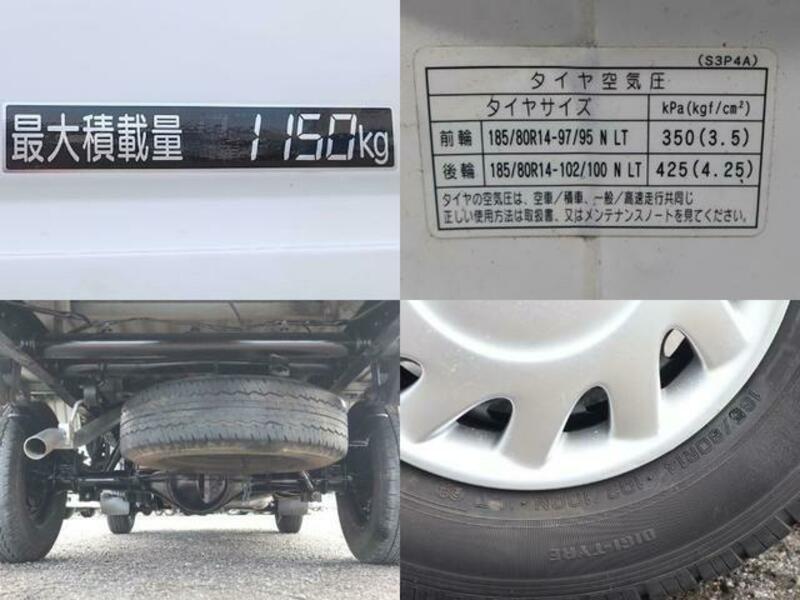 最大積載量 1150kg
(S3P4A)
タイヤ空気圧
タイヤサイズ kPa(kgf/cm²)
前輪 185/80R14-97/95 N LT 350(3.5)
後輪 185/80R14-102/100 N LT 425(4.25)
タイヤの空気圧は、空車/積車、一般/高速走行共同じ
正しい使用方法は取扱書、又はメンテナンスノートを見てください。
185/80R14 102/100N LT
DIGI-TYRE